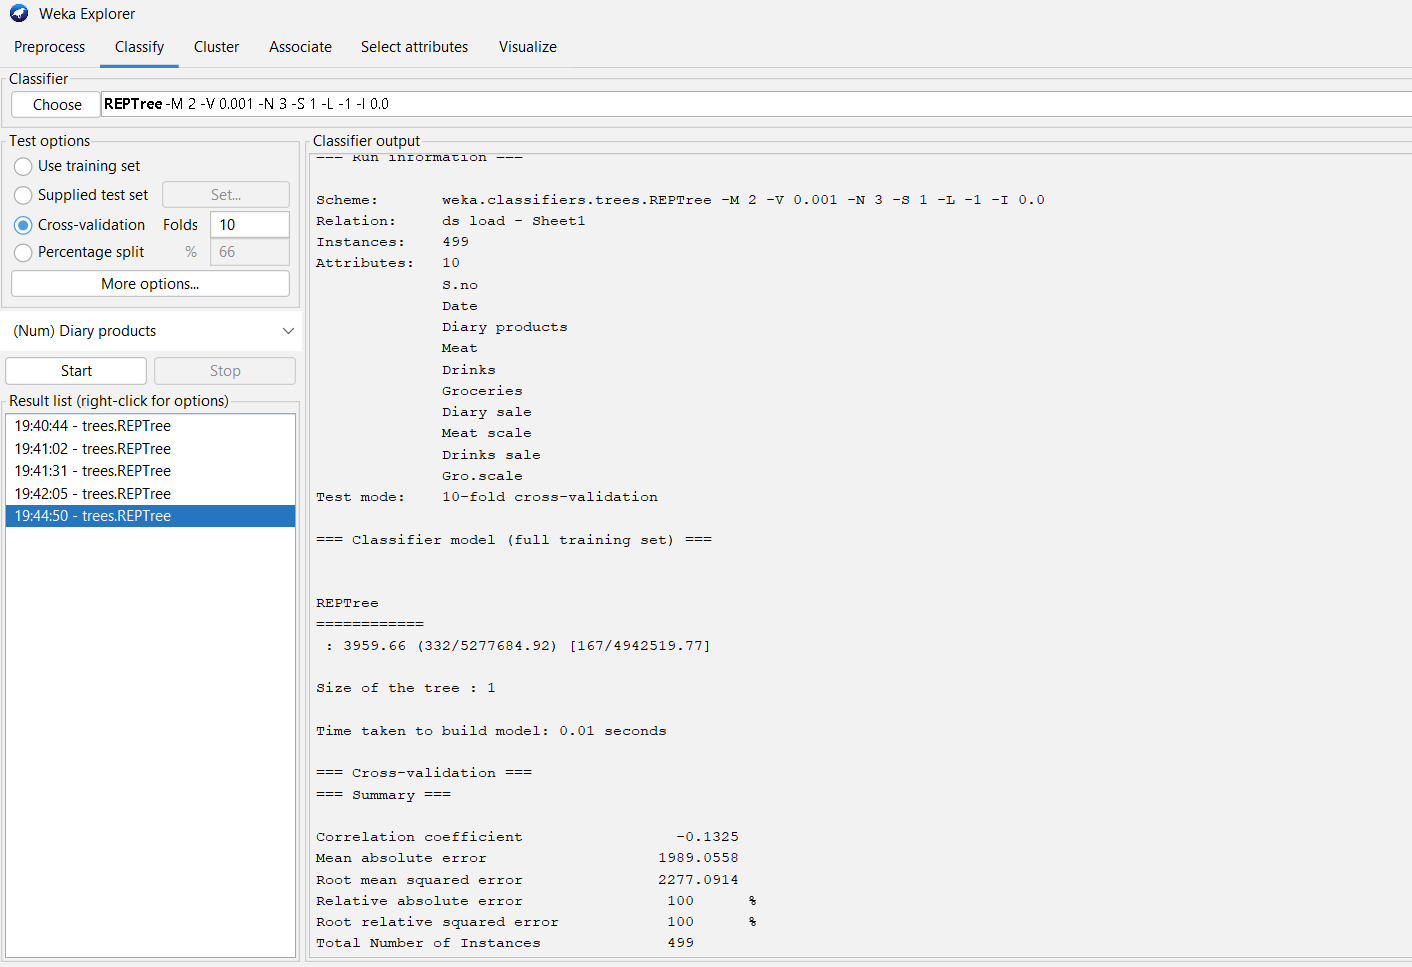 Weka Explorer
Preprocess Classify Cluster Associate Select attributes Visualize
Classifier
Choose REPTree -M 2 -V 0.001 -N 3 -S 1 -L -1 -I 0.0
Test options
Use training set
Supplied test set Set...
Cross-validation Folds 10
Percentage split % 66
More options...
(Num) Diary products
Start Stop
Result list (right-click for options)
19:40:44 - trees.REPTree
19:41:02 - trees.REPTree
19:41:31 - trees.REPTree
19:42:05 - trees.REPTree
19:44:50 - trees.REPTree
Classifier output
=== Run information ===
Scheme: weka.classifiers.trees.REPTree -M 2 -V 0.001 -N 3 -S 1 -L -1 -I 0.0
Relation: ds load - Sheet1
Instances: 499
Attributes: 10
S.no
Date
Diary products
Meat
Drinks
Groceries
Diary sale
Meat scale
Drinks sale
Gro.scale
Test mode: 10-fold cross-validation
=== Classifier model (full training set) ===
REPTree
============
: 3959.66 (332/5277684.92) [167/4942519.77]
Size of the tree : 1
Time taken to build model: 0.01 seconds
=== Cross-validation ===
=== Summary ===
Correlation coefficient -0.1325
Mean absolute error 1989.0558
Root mean squared error 2277.0914
Relative absolute error 100 %
Root relative squared error 100 %
Total Number of Instances 499